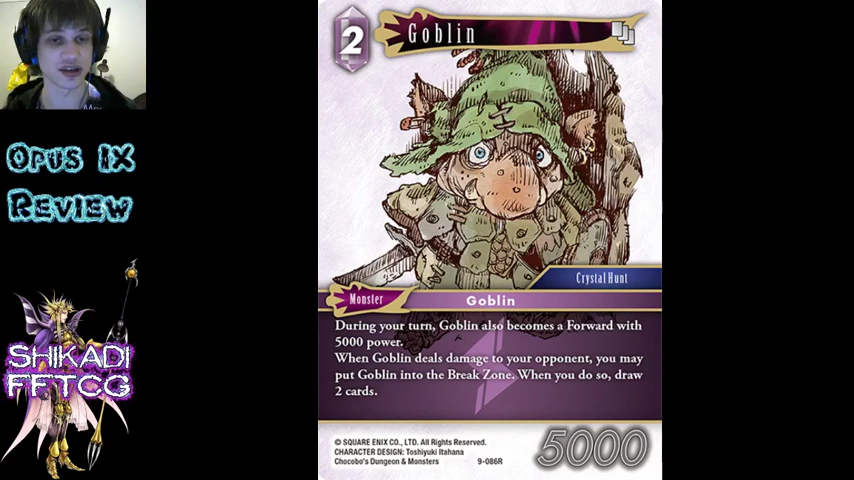 2
Goblin
Opus IX
Review
Crystal Hunt
Monster
Goblin
During your turn, Goblin also becomes a Forward with
5000 power.
When Goblin deals damage to your opponent, you may
put Goblin into the Break Zone. When you do so, draw
2 cards.
SHIKADI
FFTCG
© SQUARE ENIX CO., LTD. All Rights Reserved.
CHARACTER DESIGN: Toshiyuki Itahana
Chocobo's Dungeon & Monsters
9-086R
5000